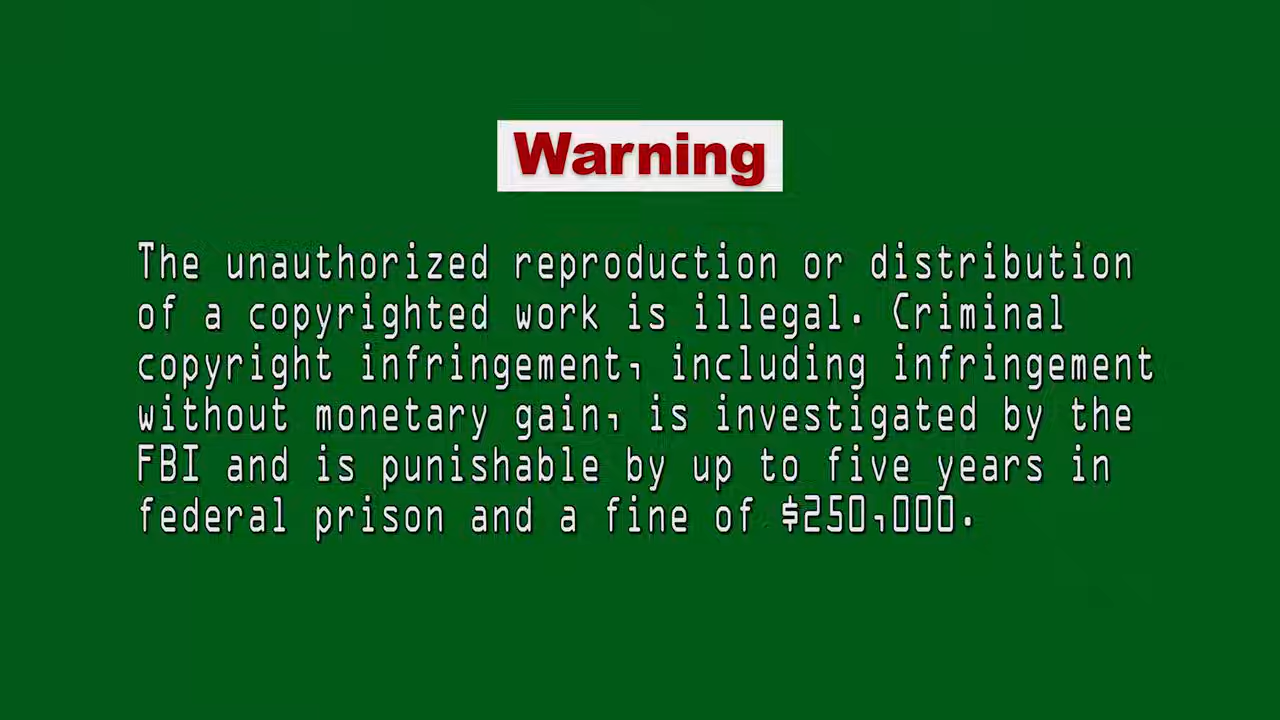 Warning
The unauthorized reproduction or distribution
of a copyrighted work is illegal. Criminal
copyright infringement, including infringement
without monetary gain, is investigated by the
FBI and is punishable by up to five years in
federal prison and a fine of $250,000.